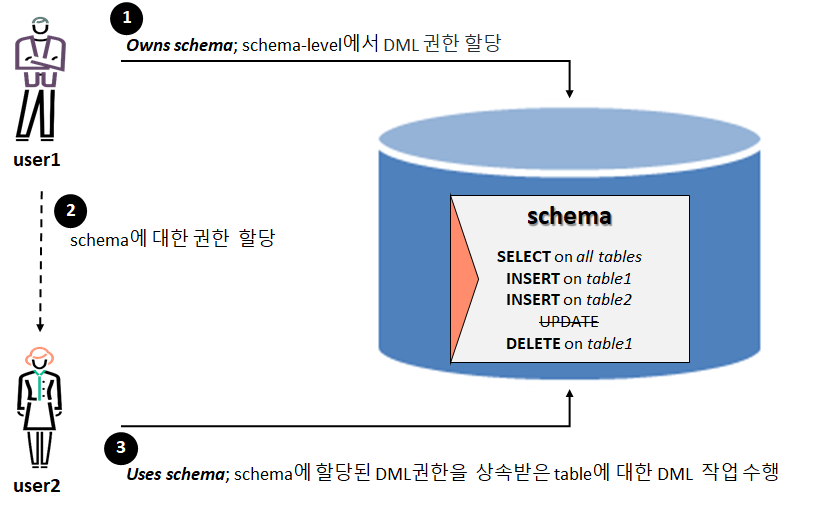 1
Owns schema; schema-level에서 DML 권한 할당
user1
2
schema에 대한 권한 할당
schema
SELECT on all tables
INSERT on table1
INSERT on table2
UPDATE
DELETE on table1
3
Uses schema; schema에 할당된 DML권한을 상속받은 table에 대한 DML 작업 수행
user2